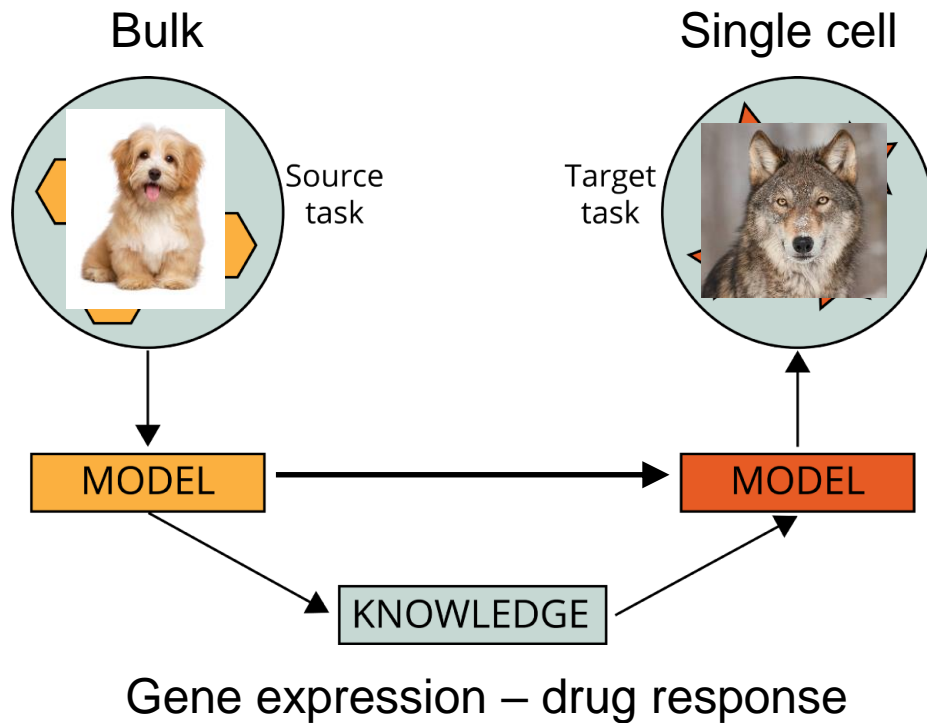 Bulk
Single cell
Source
task
Target
task
MODEL
MODEL
KNOWLEDGE
Gene expression – drug response